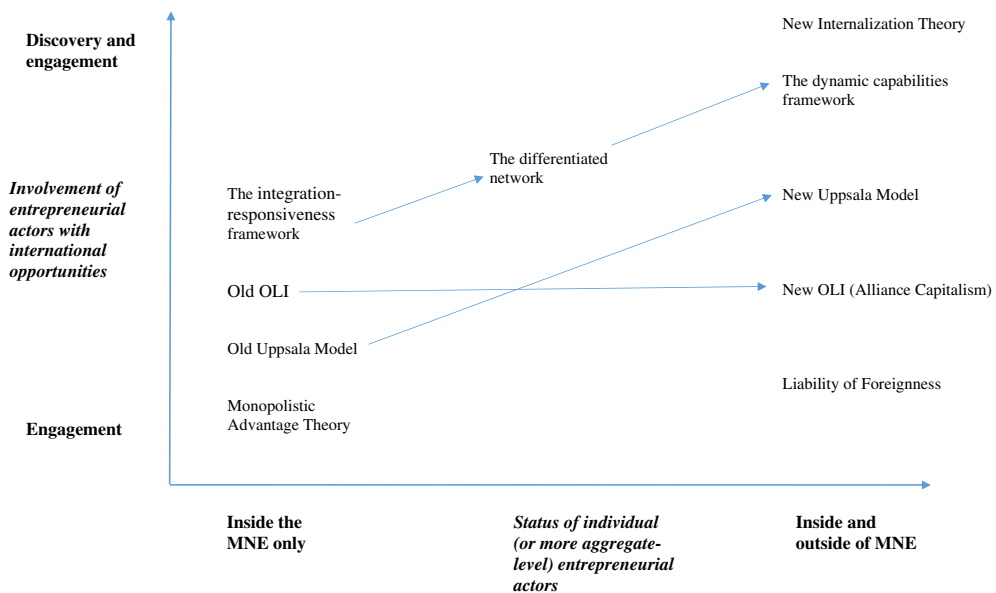 New Internalization Theory
Discovery and
engagement
The dynamic capabilities
framework
The differentiated
network
Involvement of
entrepreneurial
actors with
international
opportunities
The integration-
responsiveness
framework
New Uppsala Model
Old OLI
New OLI (Alliance Capitalism)
Old Uppsala Model
Liability of Foreignness
Monopolistic
Advantage Theory
Engagement
Inside the
MNE only
Status of individual
(or more aggregate-
level) entrepreneurial
actors
Inside and
outside of MNE